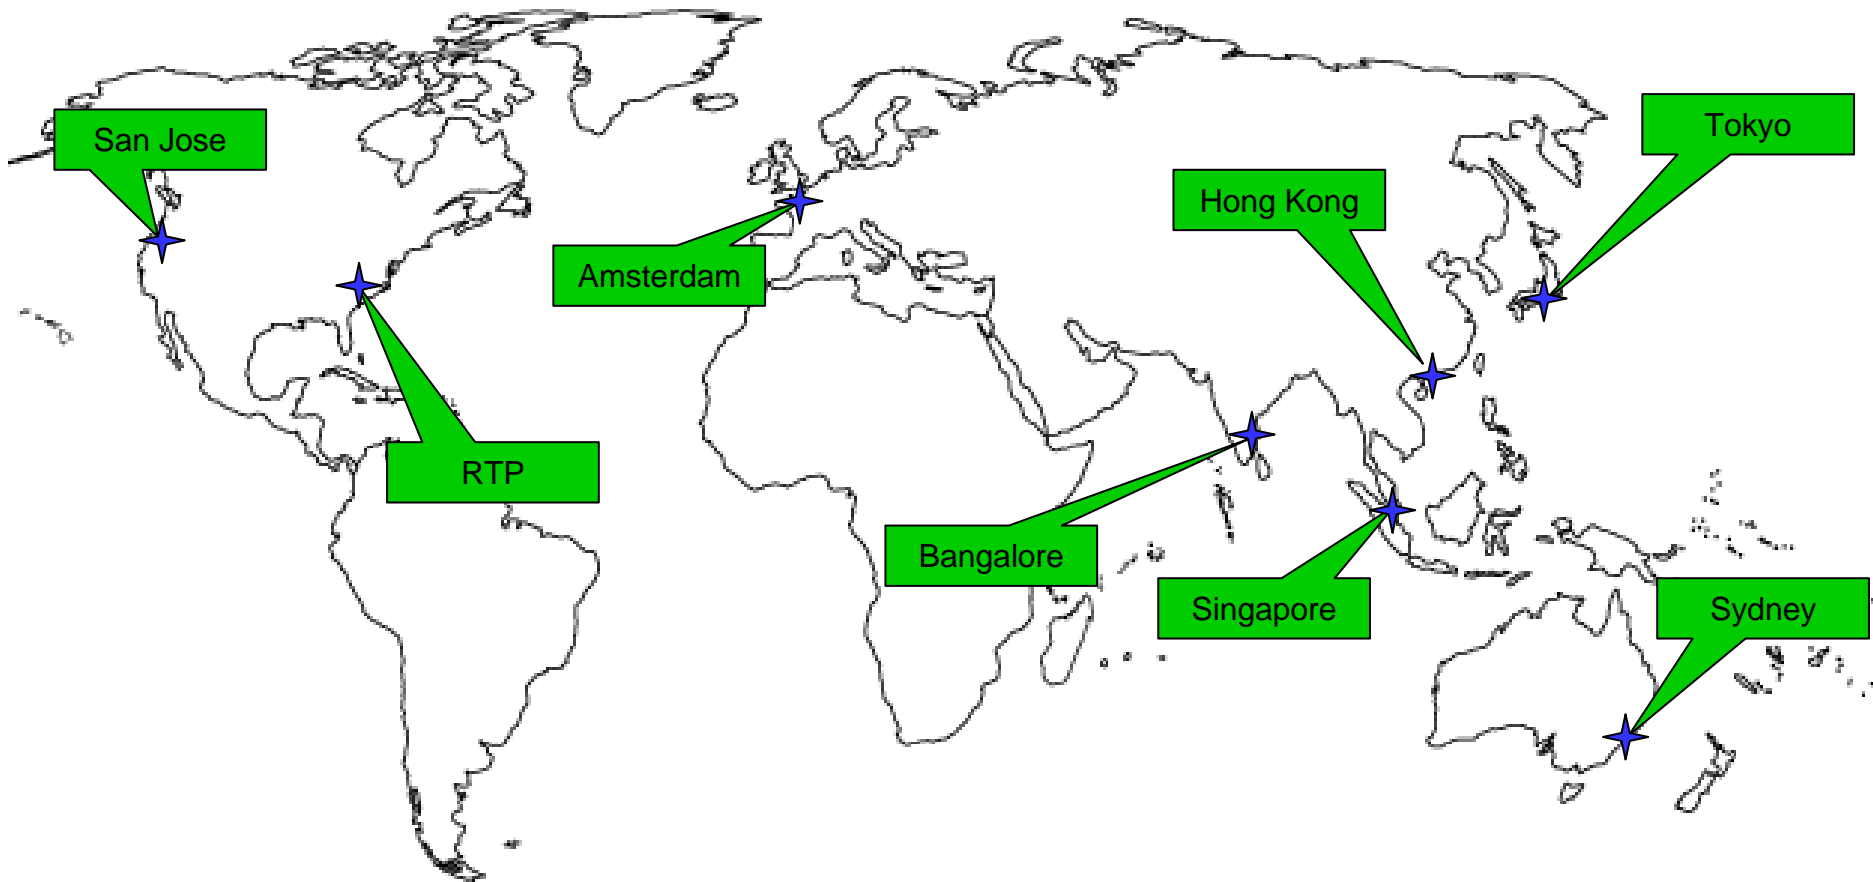 San Jose
Tokyo
Hong Kong
Amsterdam
RTP
Bangalore
Singapore
Sydney